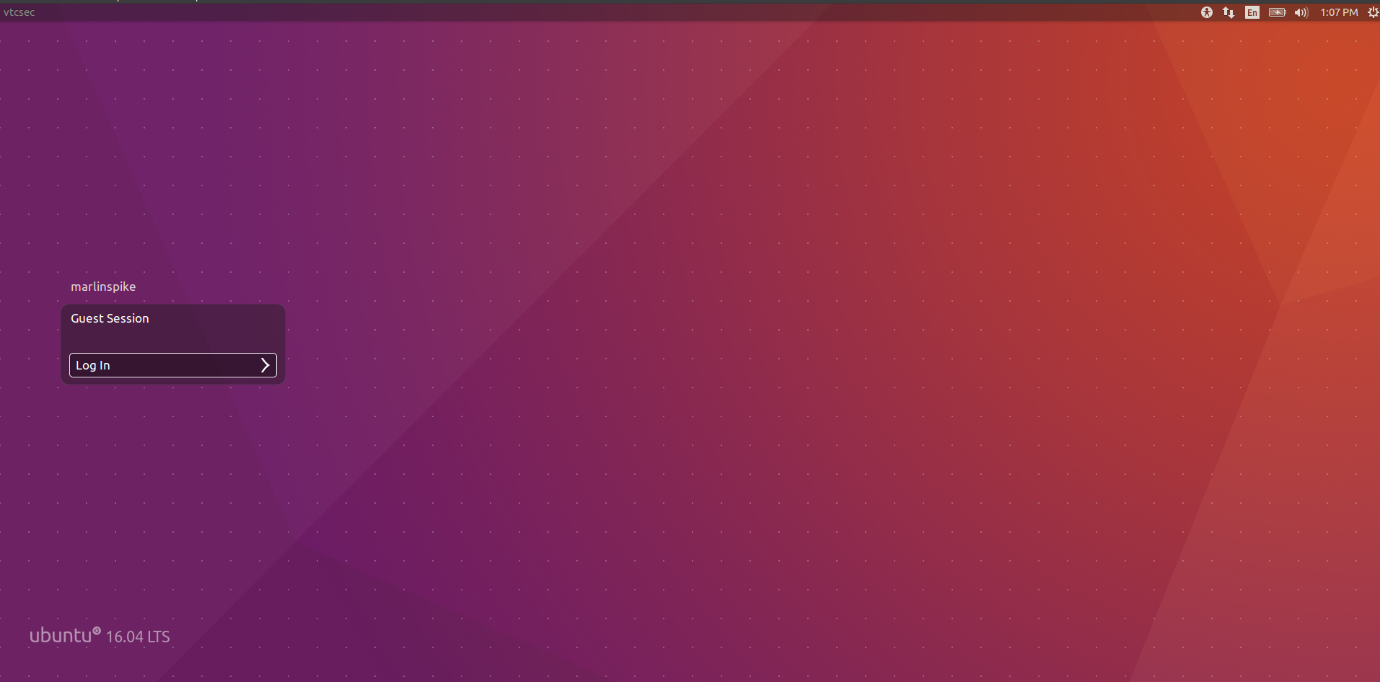 vtcsec
En
1:07 PM
marlinspike
Guest Session
Log In
ubuntu® 16.04 LTS